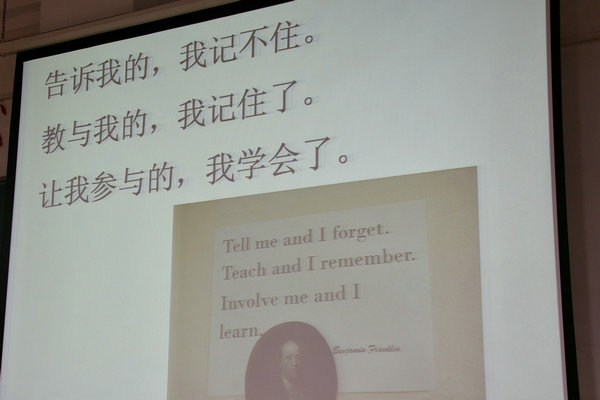 告诉我的，我记不住。
教与我的，我记住了。
让我参与的，我学会了。
Tell me and I forget.
Teach and I remember.
Involve me and I
learn.
Benjamin Franklin